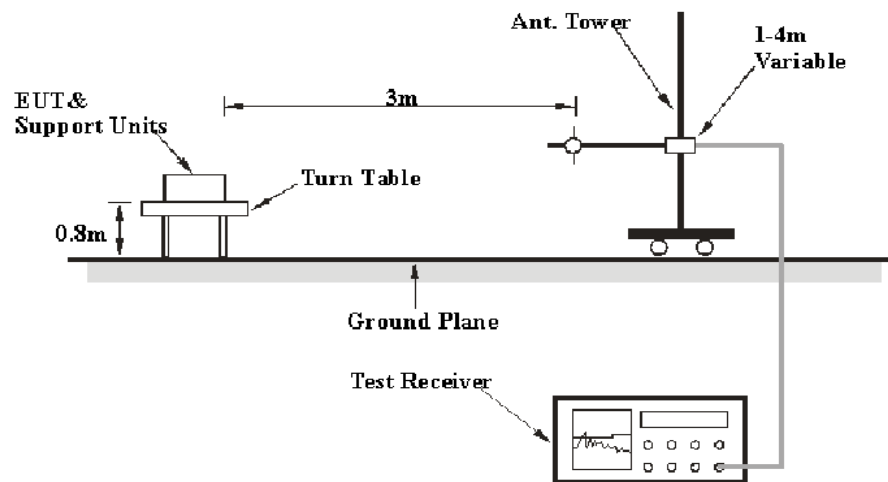 Ant. Tower
1-4m
Variable
EUT&
Support Units
3m
Turn Table
0.8m
Ground Plane
Test Receiver